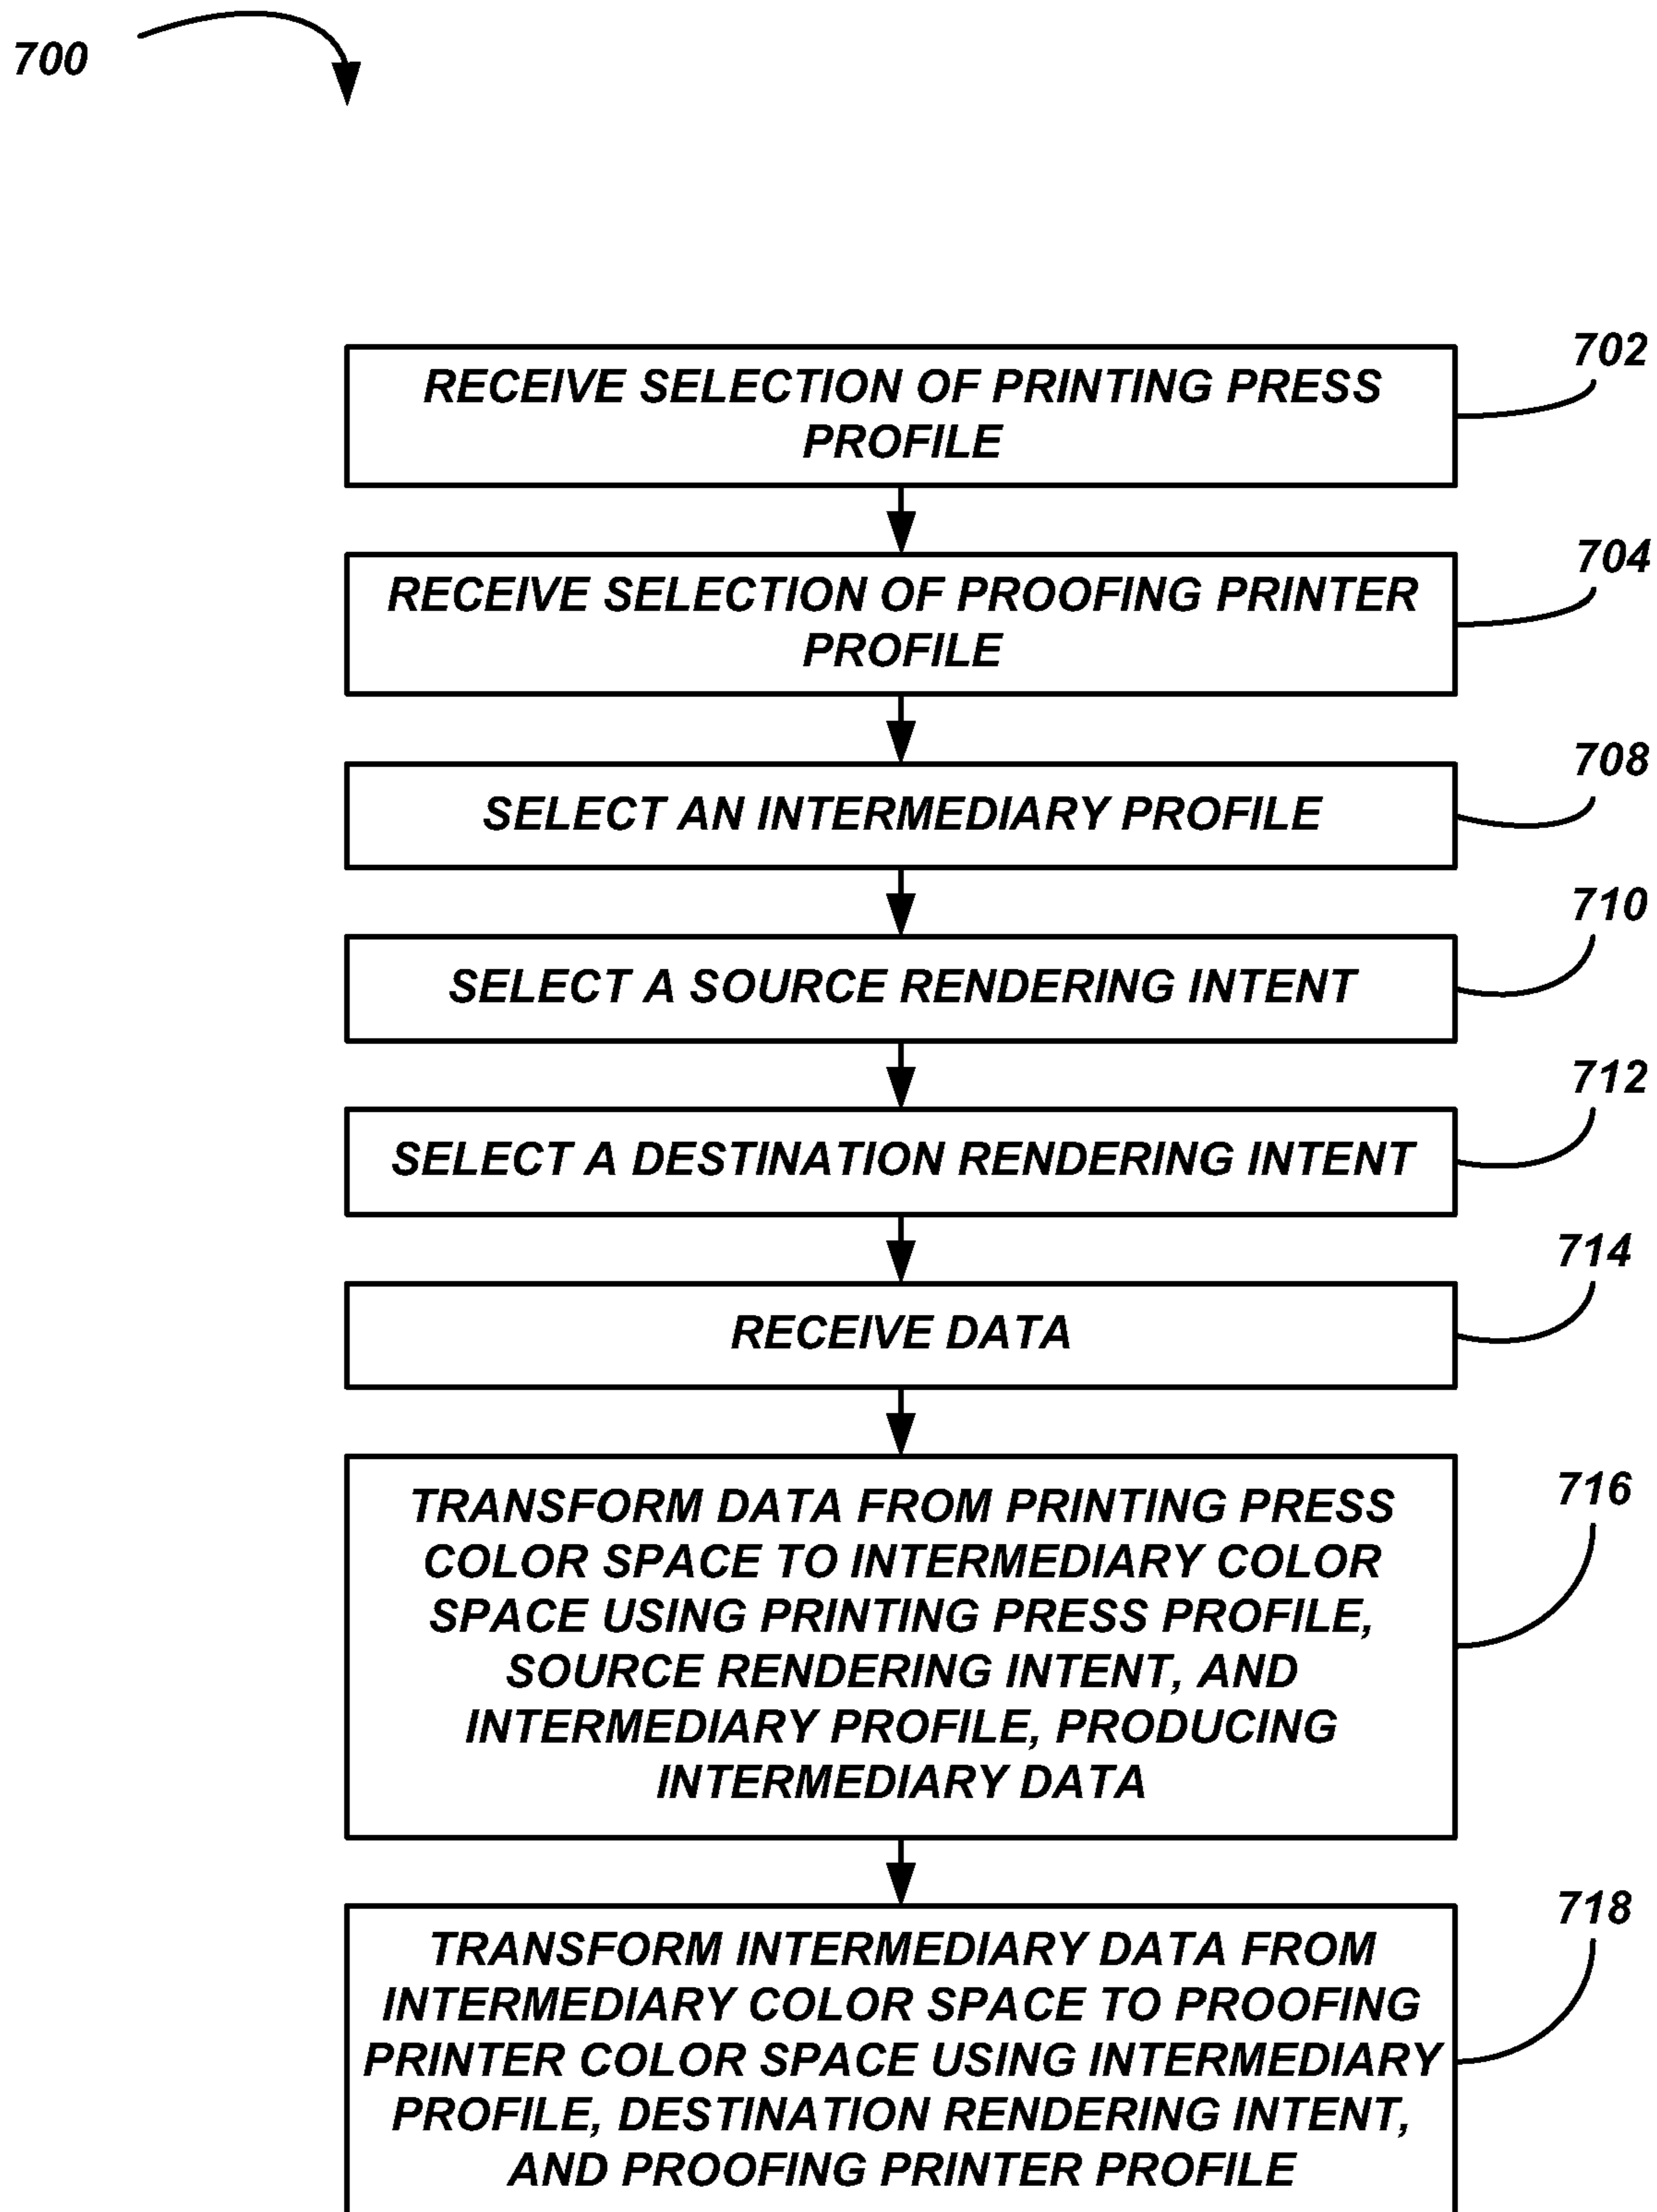 700
702
RECEIVE SELECTION OF PRINTING PRESS
PROFILE
704
RECEIVE SELECTION OF PROOFING PRINTER
PROFILE
708
SELECT AN INTERMEDIARY PROFILE
710
SELECT A SOURCE RENDERING INTENT
712
SELECT A DESTINATION RENDERING INTENT
714
RECEIVE DATA
716
TRANSFORM DATA FROM PRINTING PRESS
COLOR SPACE TO INTERMEDIARY COLOR
SPACE USING PRINTING PRESS PROFILE,
SOURCE RENDERING INTENT, AND
INTERMEDIARY PROFILE, PRODUCING
INTERMEDIARY DATA
718
TRANSFORM INTERMEDIARY DATA FROM
INTERMEDIARY COLOR SPACE TO PROOFING
PRINTER COLOR SPACE USING INTERMEDIARY
PROFILE, DESTINATION RENDERING INTENT,
AND PROOFING PRINTER PROFILE